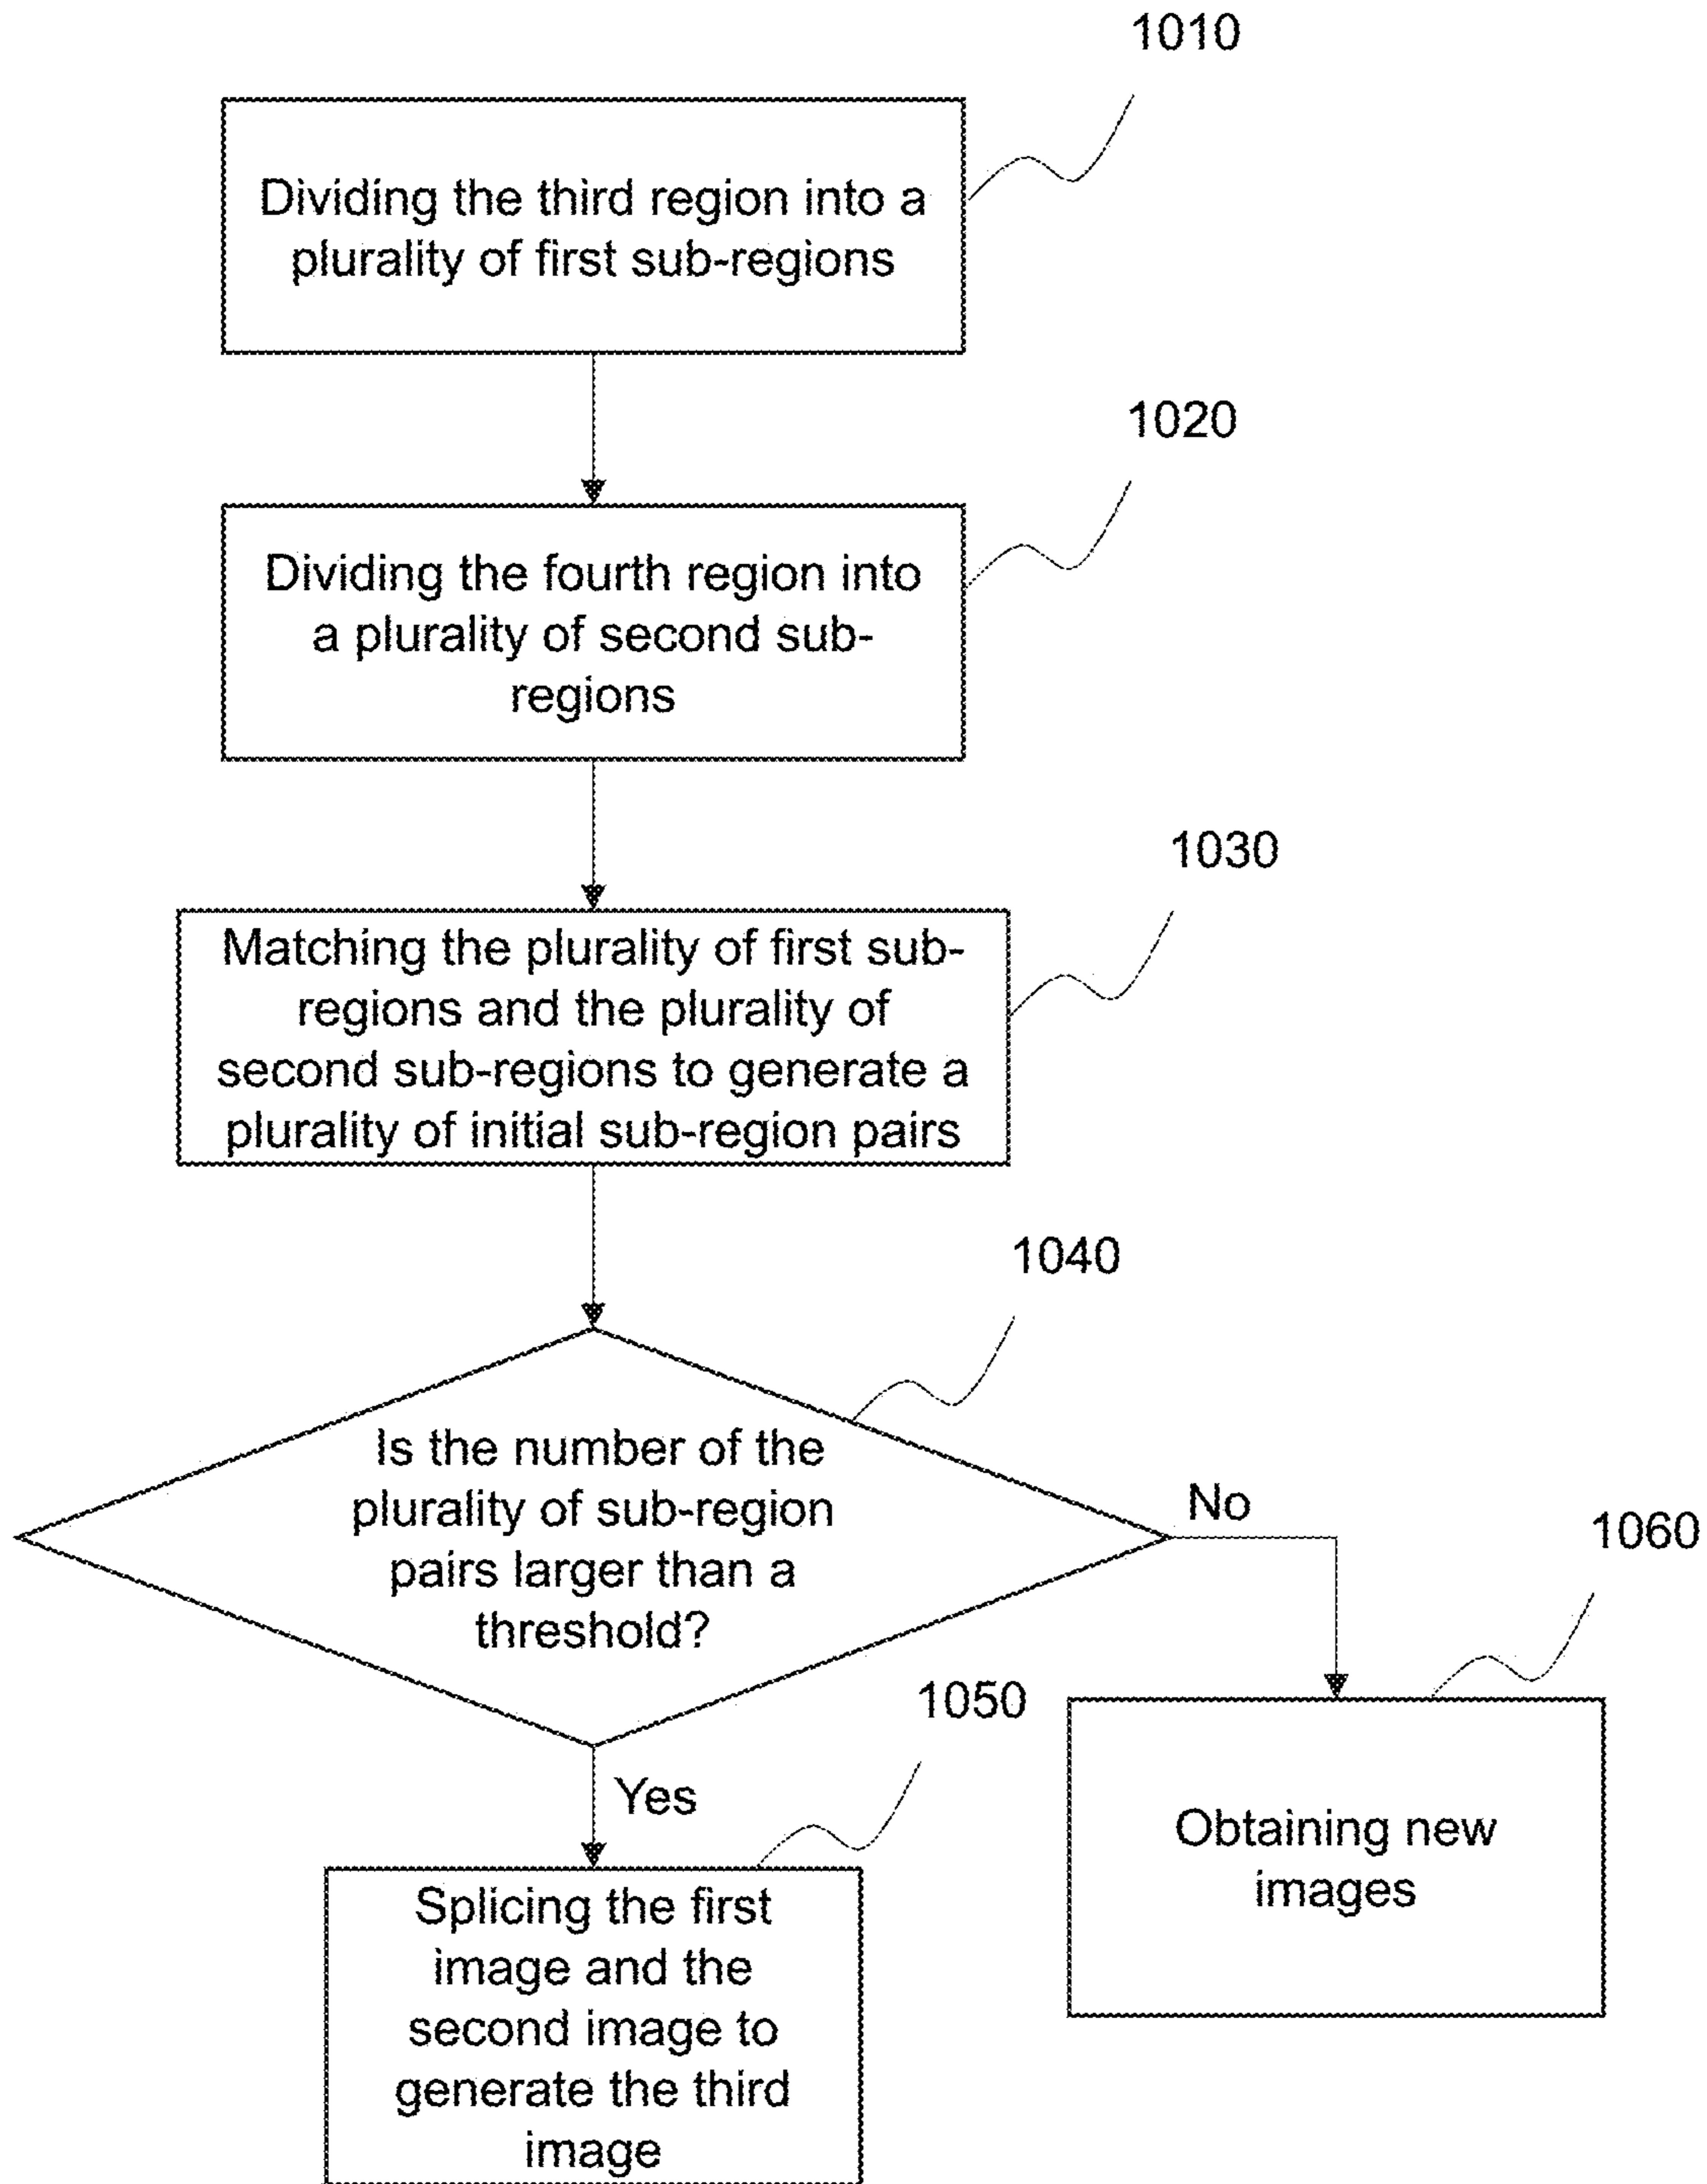 1010
Dividing the third region into a
plurality of first sub-regions
1020
Dividing the fourth region into
a plurality of second sub-
regions
1030
Matching the plurality of first sub-
regions and the plurality of
second sub-regions to generate a
plurality of initial sub-region pairs
1040
Is the number of the
plurality of sub-region
pairs larger than a
threshold?
No
1060
1050
Yes
Obtaining new
images
Splicing the first
image and the
second image to
generate the third
image